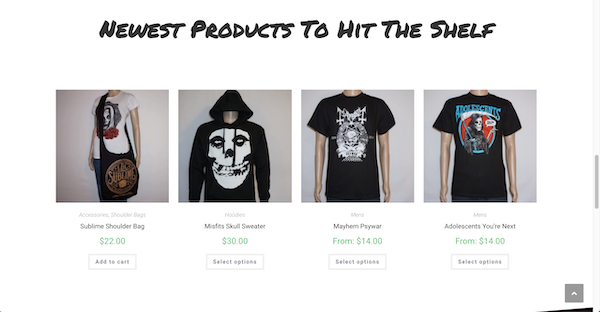 Newest Products To Hit The Shelf
SUBLIME
ADOLESCENTS
Accessories, Shoulder Bags
Hoodies
Mens
Mens
Sublime Shoulder Bag
Misfits Skull Sweater
Mayhem Psywar
Adolescents You're Next
$22.00
$30.00
From: $14.00
From: $14.00
Add to cart
Select options
Select options
Select options